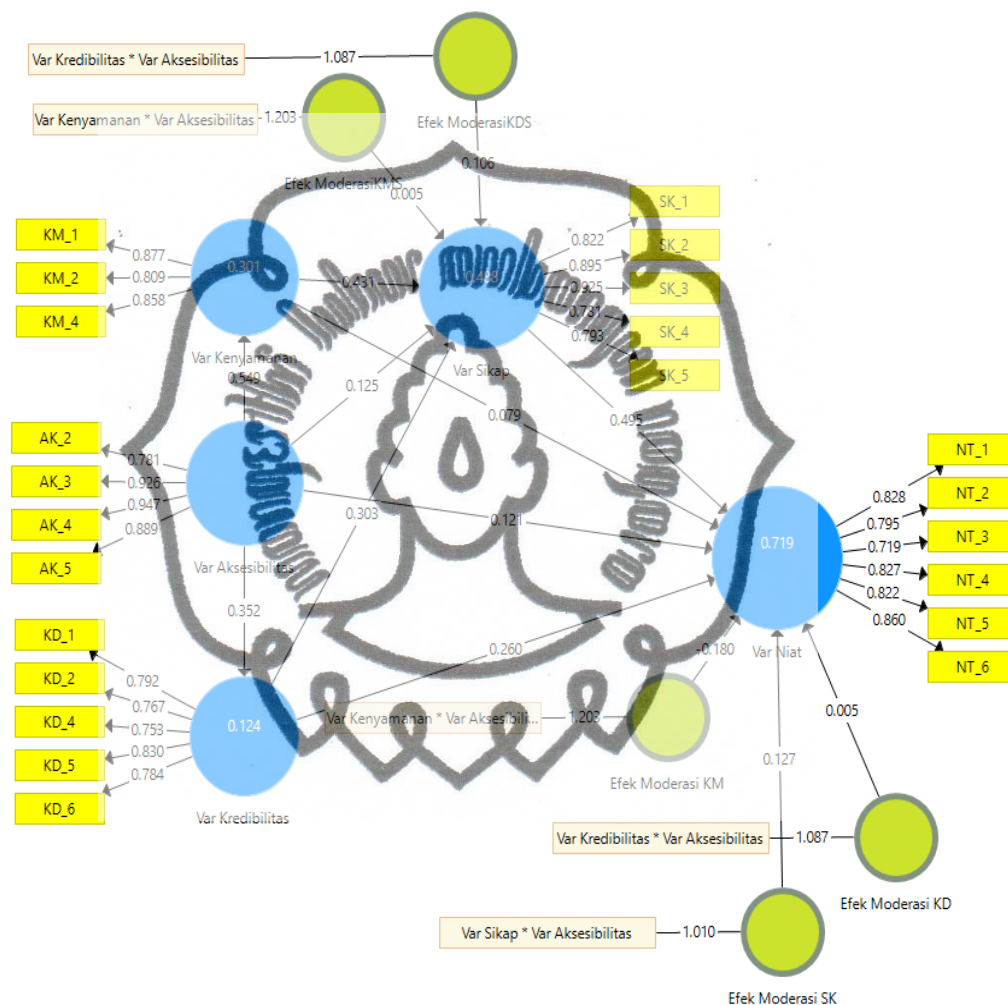 Var Kredibilitas * Var Aksesibilitas
1.087
Efek ModerasiKDS
Var Kenyamanan * Var Aksesibilitas
1.203
Efek ModerasiKMS
0.106
0.005
KM_1
KM_2
KM_4
0.877
0.809
0.858
0.301
Var Kenyamanan
0.431
0.488
Var Sikap
0.822
0.895
0.925
0.731
0.793
SK_1
SK_2
SK_3
SK_4
SK_5
0.549
0.125
0.079
0.495
AK_2
AK_3
AK_4
AK_5
0.781
0.926
0.947
0.889
Var Aksesibilitas
0.303
0.121
0.352
0.719
Var Niat
0.828
0.795
0.719
0.827
0.822
0.860
NT_1
NT_2
NT_3
NT_4
NT_5
NT_6
KD_1
KD_2
KD_4
KD_5
KD_6
0.792
0.767
0.753
0.830
0.784
0.124
Var Kredibilitas
0.260
-0.180
Var Kenyamanan * Var Aksesibili...
1.203
Efek Moderasi KM
0.127
0.005
Var Kredibilitas * Var Aksesibilitas
1.087
Efek Moderasi KD
Var Sikap * Var Aksesibilitas
1.010
Efek Moderasi SK